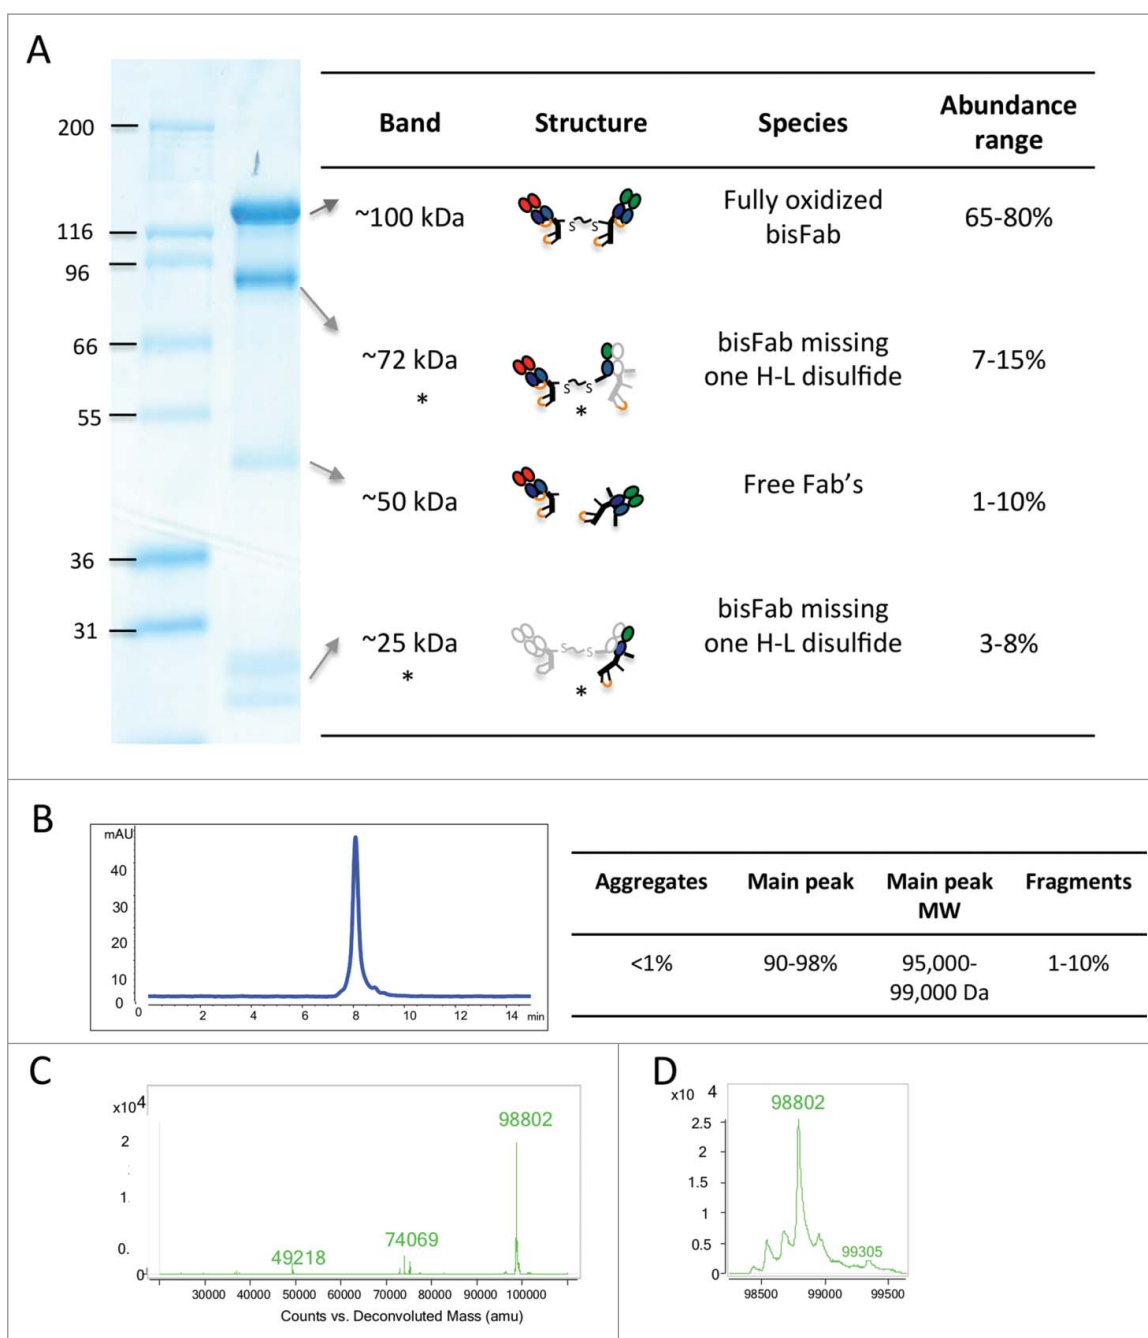 A
200
116
96
66
55
36
31
Band Structure Species Abundance
range
~100 kDa
S S
Fully oxidized
bisFab
65-80%
~72 kDa
*
S S
*
bisFab missing
one H-L disulfide
7-15%
~50 kDa
Free Fab's
1-10%
~25 kDa
*
S S
*
bisFab missing
one H-L disulfide
3-8%
B
mAU
40
30
20
10
0
0 2 4 6 8 10 12 14 min
Aggregates Main peak Main peak
MW Fragments
<1% 90-98% 95,000-
99,000 Da 1-10%
C
x10 4
2
1.
0.
0
98802
74069
49218
30000 40000 50000 60000 70000 80000 90000 100000
Counts vs. Deconvoluted Mass (amu)
D
x10 4
98802
2.5
2
1.5
1
0.5
0
99305
98500 99000 99500